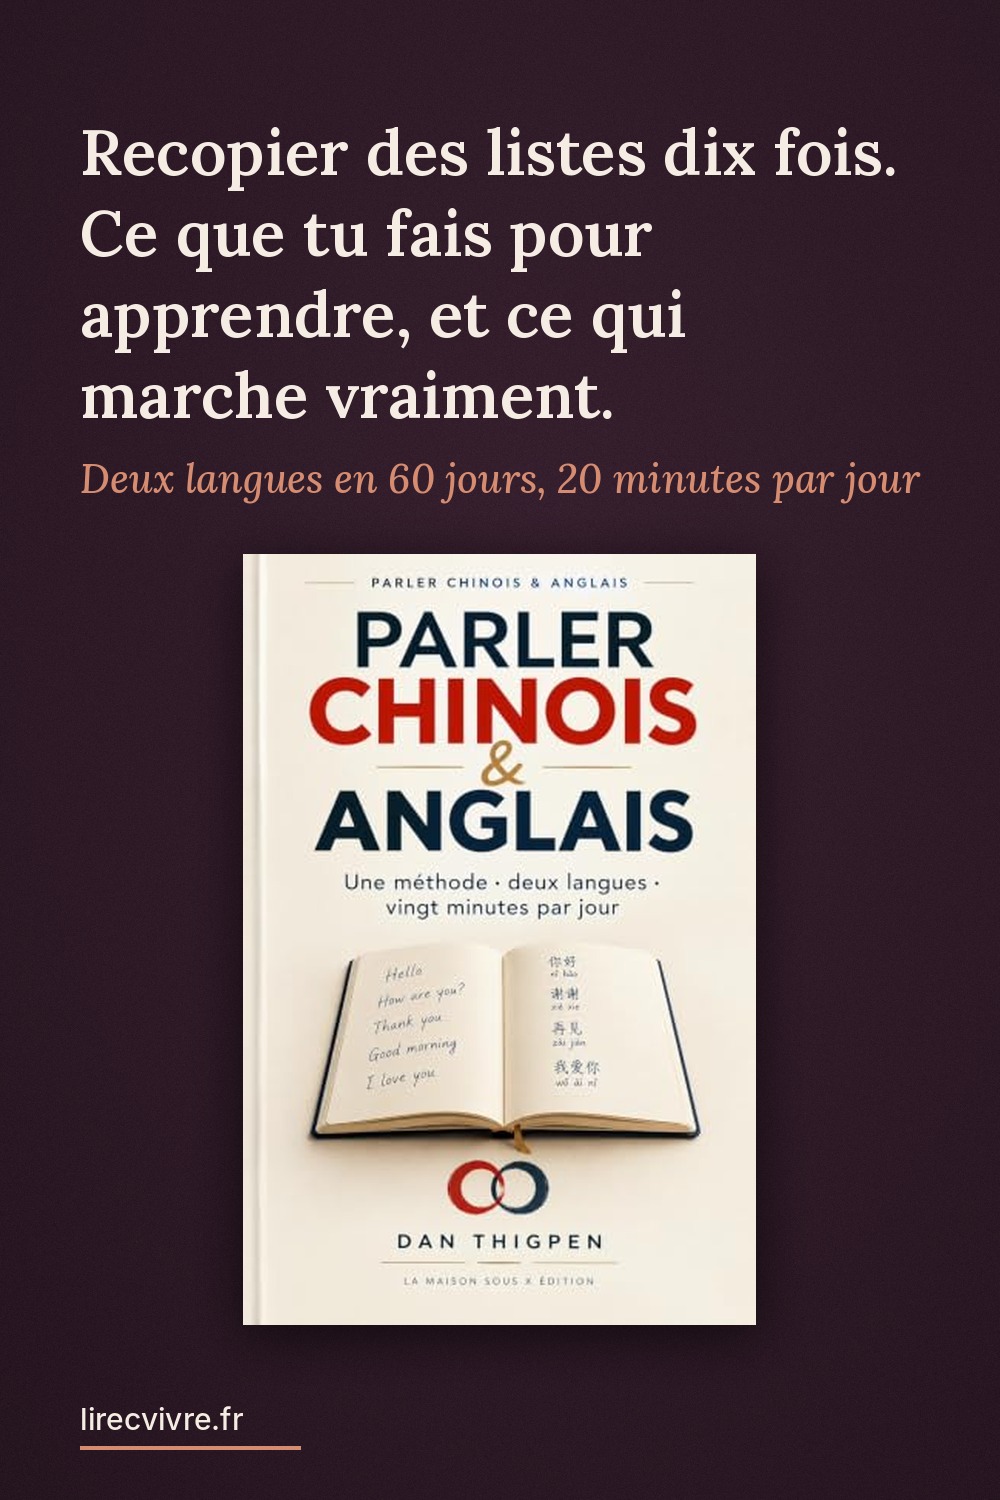 Recopier des listes dix fois.
Ce que tu fais pour
apprendre, et ce qui
marche vraiment.
Deux langues en 60 jours, 20 minutes par jour
PARLER CHINOIS & ANGLAIS
PARLER
CHINOIS
&
ANGLAIS
Une méthode · deux langues ·
vingt minutes par jour
Hello
How are you?
Thank you
Good morning
I love you
你好
nǐ hǎo
谢谢
xiè xie
再见
zài jiàn
我爱你
wǒ ài nǐ
DAN THIGPEN
LA MAISON SOUS X ÉDITION
lirecvivre.fr